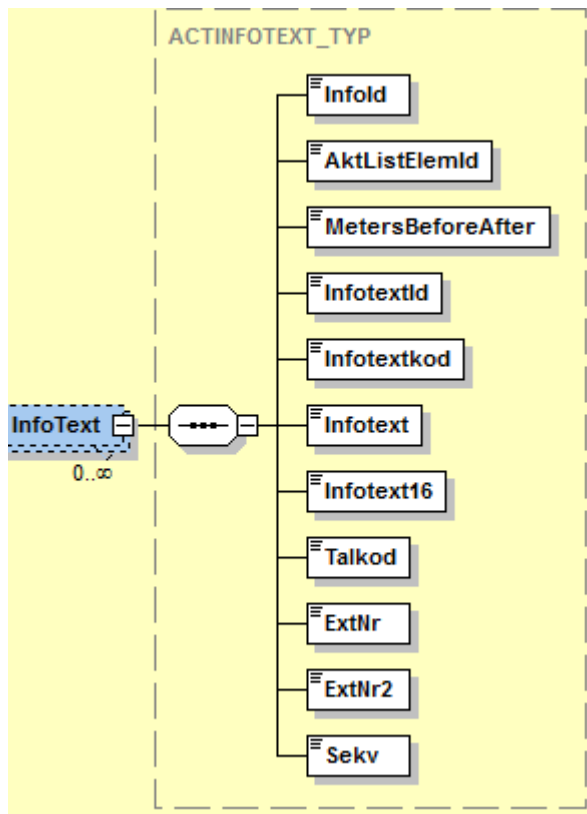 ACTINFOTEXT_TYP
InfoId
AktListElemId
MetersBeforeAfter
InfotextId
Infotextkod
InfoText
0..∞
Infotext
Infotext16
Talkod
ExtNr
ExtNr2
Sekv